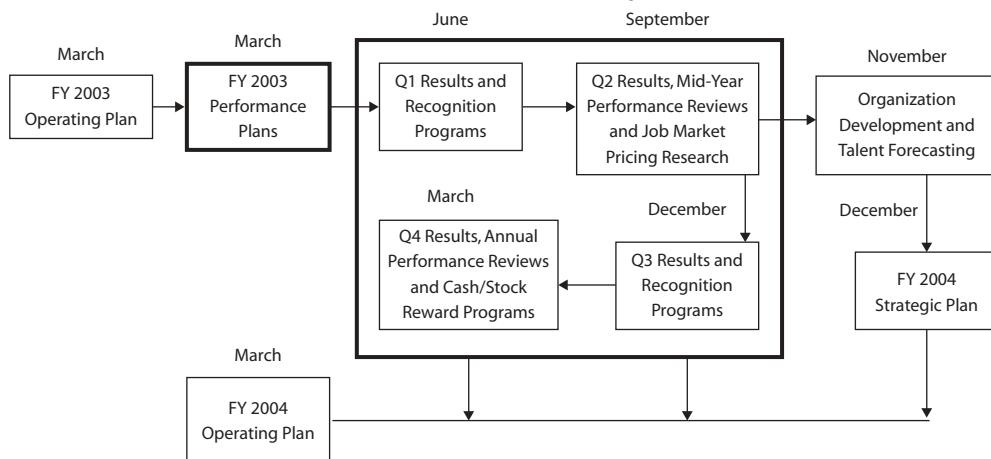 June
September
March
FY 2003
Operating Plan
March
FY 2003
Performance
Plans
Q1 Results and
Recognition
Programs
Q2 Results, Mid-Year
Performance Reviews
and Job Market
Pricing Research
November
Organization
Development and
Talent Forecasting
March
Q4 Results, Annual
Performance Reviews
and Cash/Stock
Reward Programs
December
Q3 Results and
Recognition
Programs
December
FY 2004
Strategic Plan
March
FY 2004
Operating Plan